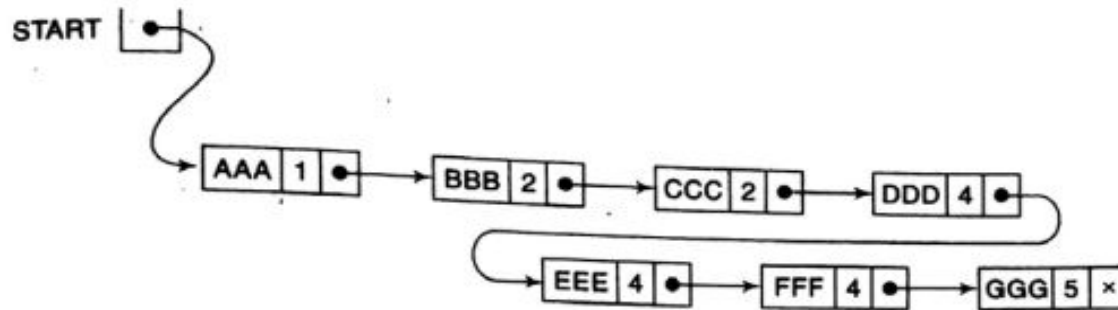 START
AAA 1 BBB 2 CCC 2 DDD 4
EEE 4 FFF 4 GGG 5 ×